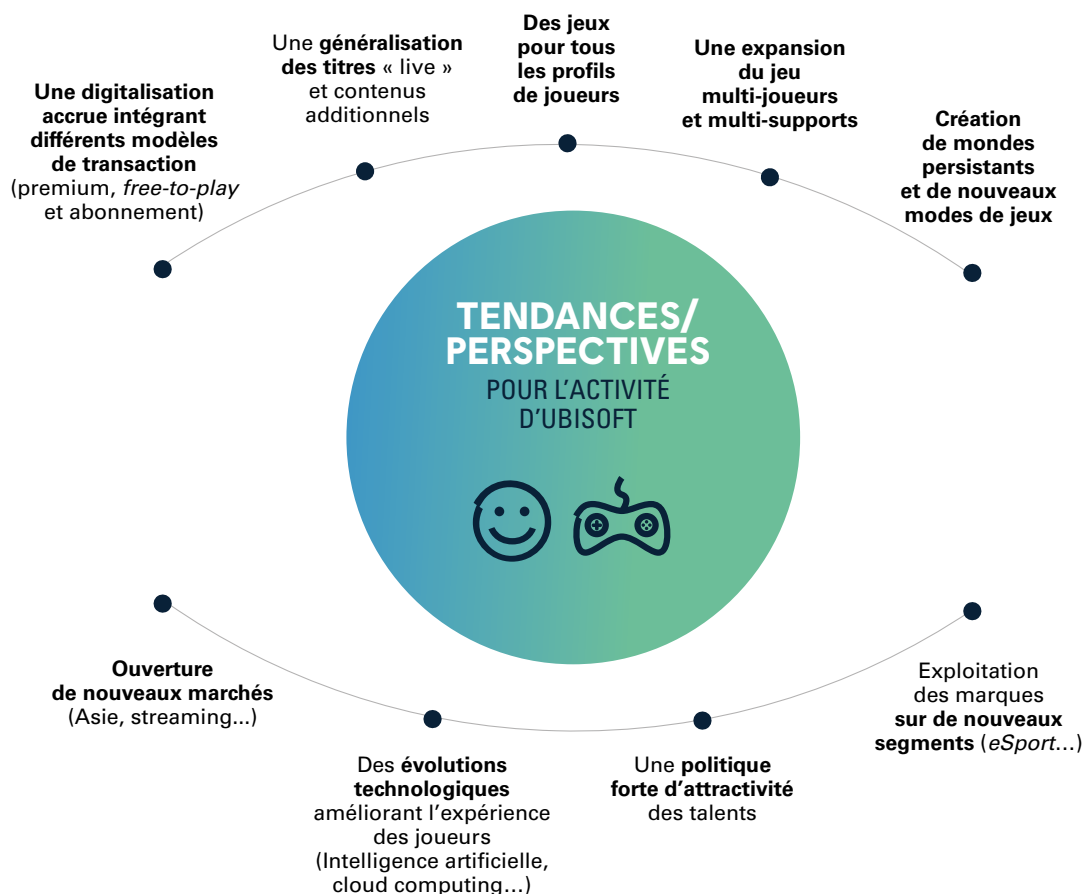 Une digitalisation
accrue intégrant
différents modèles
de transaction
(premium, free-to-play
et abonnement)
Une généralisation
des titres « live »
et contenus
additionnels
Des jeux
pour tous
les profils
de joueurs
Une expansion
du jeu
multi-joueurs
et multi-supports
Création
de mondes
persistants
et de nouveaux
modes de jeux
TENDANCES/
PERSPECTIVES
POUR L’ACTIVITÉ
D’UBISOFT
Ouverture
de nouveaux marchés
(Asie, streaming...)
Des évolutions
technologiques
améliorant l’expérience
des joueurs
(Intelligence artificielle,
cloud computing…)
Une politique
forte d’attractivité
des talents
Exploitation
des marques
sur de nouveaux
segments (eSport…)